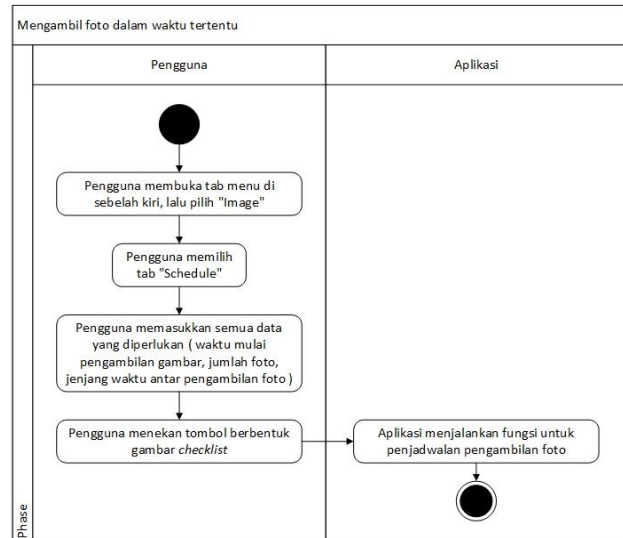 Mengambil foto dalam waktu tertentu
Pengguna
Aplikasi
Pengguna membuka tab menu di
sebelah kiri, lalu pilih "Image"
Pengguna memilih
tab "Schedule"
Pengguna memasukkan semua data
yang diperlukan ( waktu mulai
pengambilan gambar, jumlah foto,
jenjang waktu antar pengambilan foto )
Pengguna menekan tombol berbentuk
gambar checklist
Aplikasi menjalankan fungsi untuk
penjadwalan pengambilan foto
Phase